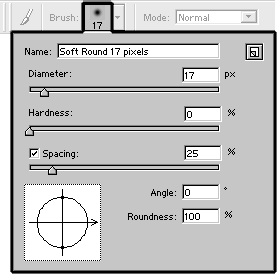 Brush: 17 Mode: Normal
Name: Soft Round 17 pixels
Diameter: 17 px
Hardness: 0 %
Spacing: 25 %
Angle: 0 °
Roundness: 100 %